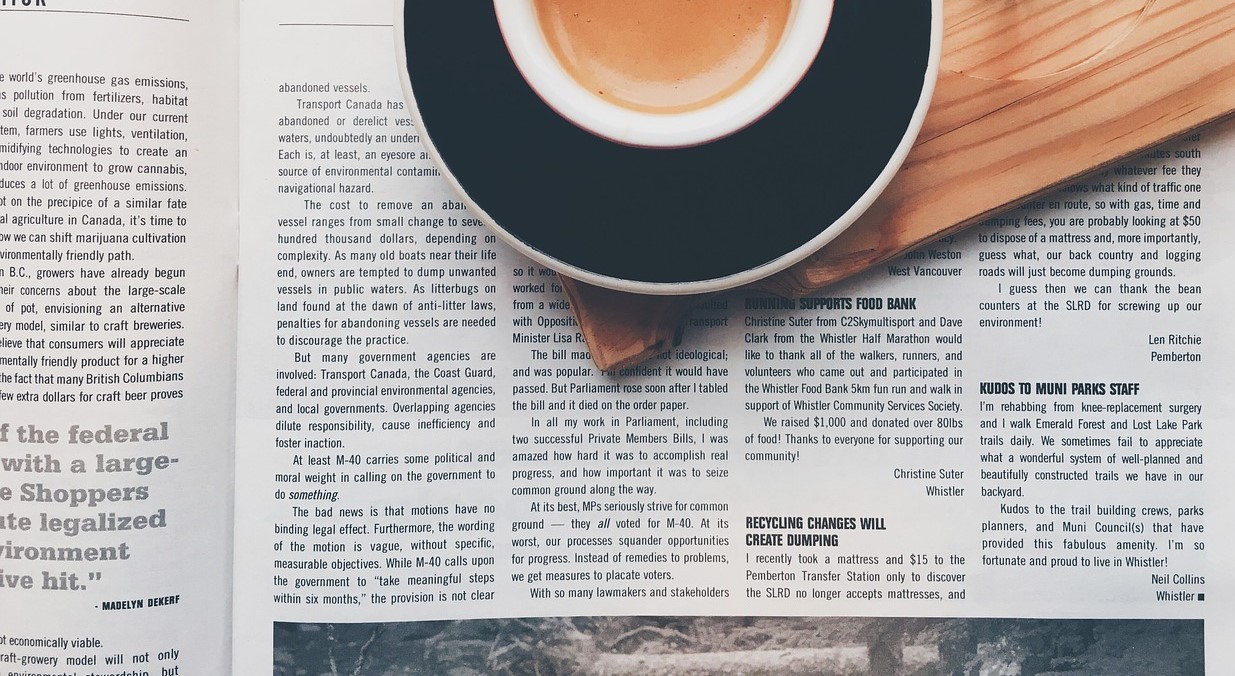 e world's greenhouse gas emissions,
s pollution from fertilizers, habitat
soil degradation. Under our current
tem, farmers use lights, ventilation,
midifying technologies to create an
ndoor environment to grow cannabis,
duces a lot of greenhouse emissions.
ot on the precipice of a similar fate
al agriculture in Canada, it's time to
ow we can shift marijuana cultivation
vironmentally friendly path.
n B.C., growers have already begun
heir concerns about the large-scale
of pot, envisioning an alternative
ery model, similar to craft breweries.
elieve that consumers will appreciate
mentally friendly product for a higher
the fact that many British Columbians
few extra dollars for craft beer proves
f the federal
with a large-
e Shoppers
ute legalized
vironment
ive hit.”
- MADELYN DEKERF
ot economically viable.
raft-growery model will not only
but
abandoned vessels.
Transport Canada has
abandoned or derelict
waters, undoubtedly an
Each is, at least, an eyesore
source of environmental
navigational hazard.
The cost to remove an
vessel ranges from small change to
hundred thousand dollars, depending on
complexity. As many old boats near their life
end, owners are tempted to dump unwanted
vessels in public waters. As litterbugs on
land found at the dawn of anti-litter laws,
penalties for abandoning vessels are needed
to discourage the practice.
But many government agencies are
involved: Transport Canada, the Coast Guard,
federal and provincial environmental agencies,
and local governments. Overlapping agencies
dilute responsibility, cause inefficiency and
foster inaction.
At least M-40 carries some political and
moral weight in calling on the government to
do something.
The bad news is that motions have no
binding legal effect. Furthermore, the wording
of the motion is vague, without specific,
measurable objectives. While M-40 calls upon
the government to “take meaningful steps
within six months,” the provision is not clear
so it
worked
from a wide
with
Minister Lisa
The bill not ideological;
and was popular. I'm confident it would have
passed. But Parliament rose soon after I tabled
the bill and it died on the order paper.
In all my work in Parliament, including
two successful Private Members Bills, I was
amazed how hard it was to accomplish real
progress, and how important it was to seize
common ground along the way.
At its best, MPs seriously strive for common
ground — they all voted for M-40. At its
worst, our processes squander opportunities
for progress. Instead of remedies to problems,
we get measures to placate voters.
With so many lawmakers and stakeholders
John Weston
West Vancouver
RUNNING SUPPORTS FOOD BANK
Christine Suter from C2Skymultisport and Dave
Clark from the Whistler Half Marathon would
like to thank all of the walkers, runners, and
volunteers who came out and participated in
the Whistler Food Bank 5km fun run and walk in
support of Whistler Community Services Society.
We raised $1,000 and donated over 80lbs
of food! Thanks to everyone for supporting our
community!
Christine Suter
Whistler
RECYCLING CHANGES WILL
CREATE DUMPING
I recently took a mattress and $15 to the
Pemberton Transfer Station only to discover
the SLRD no longer accepts mattresses, and
south
whatever fee they
what kind of traffic one
en route, so with gas, time and
fees, you are probably looking at $50
to dispose of a mattress and, more importantly,
guess what, our back country and logging
roads will just become dumping grounds.
I guess then we can thank the bean
counters at the SLRD for screwing up our
environment!
Len Ritchie
Pemberton
KUDOS TO MUNI PARKS STAFF
I'm rehabbing from knee-replacement surgery
and I walk Emerald Forest and Lost Lake Park
trails daily. We sometimes fail to appreciate
what a wonderful system of well-planned and
beautifully constructed trails we have in our
backyard.
Kudos to the trail building crews, parks
planners, and Muni Council(s) that have
provided this fabulous amenity. I'm so
fortunate and proud to live in Whistler!
Neil Collins
Whistler ■